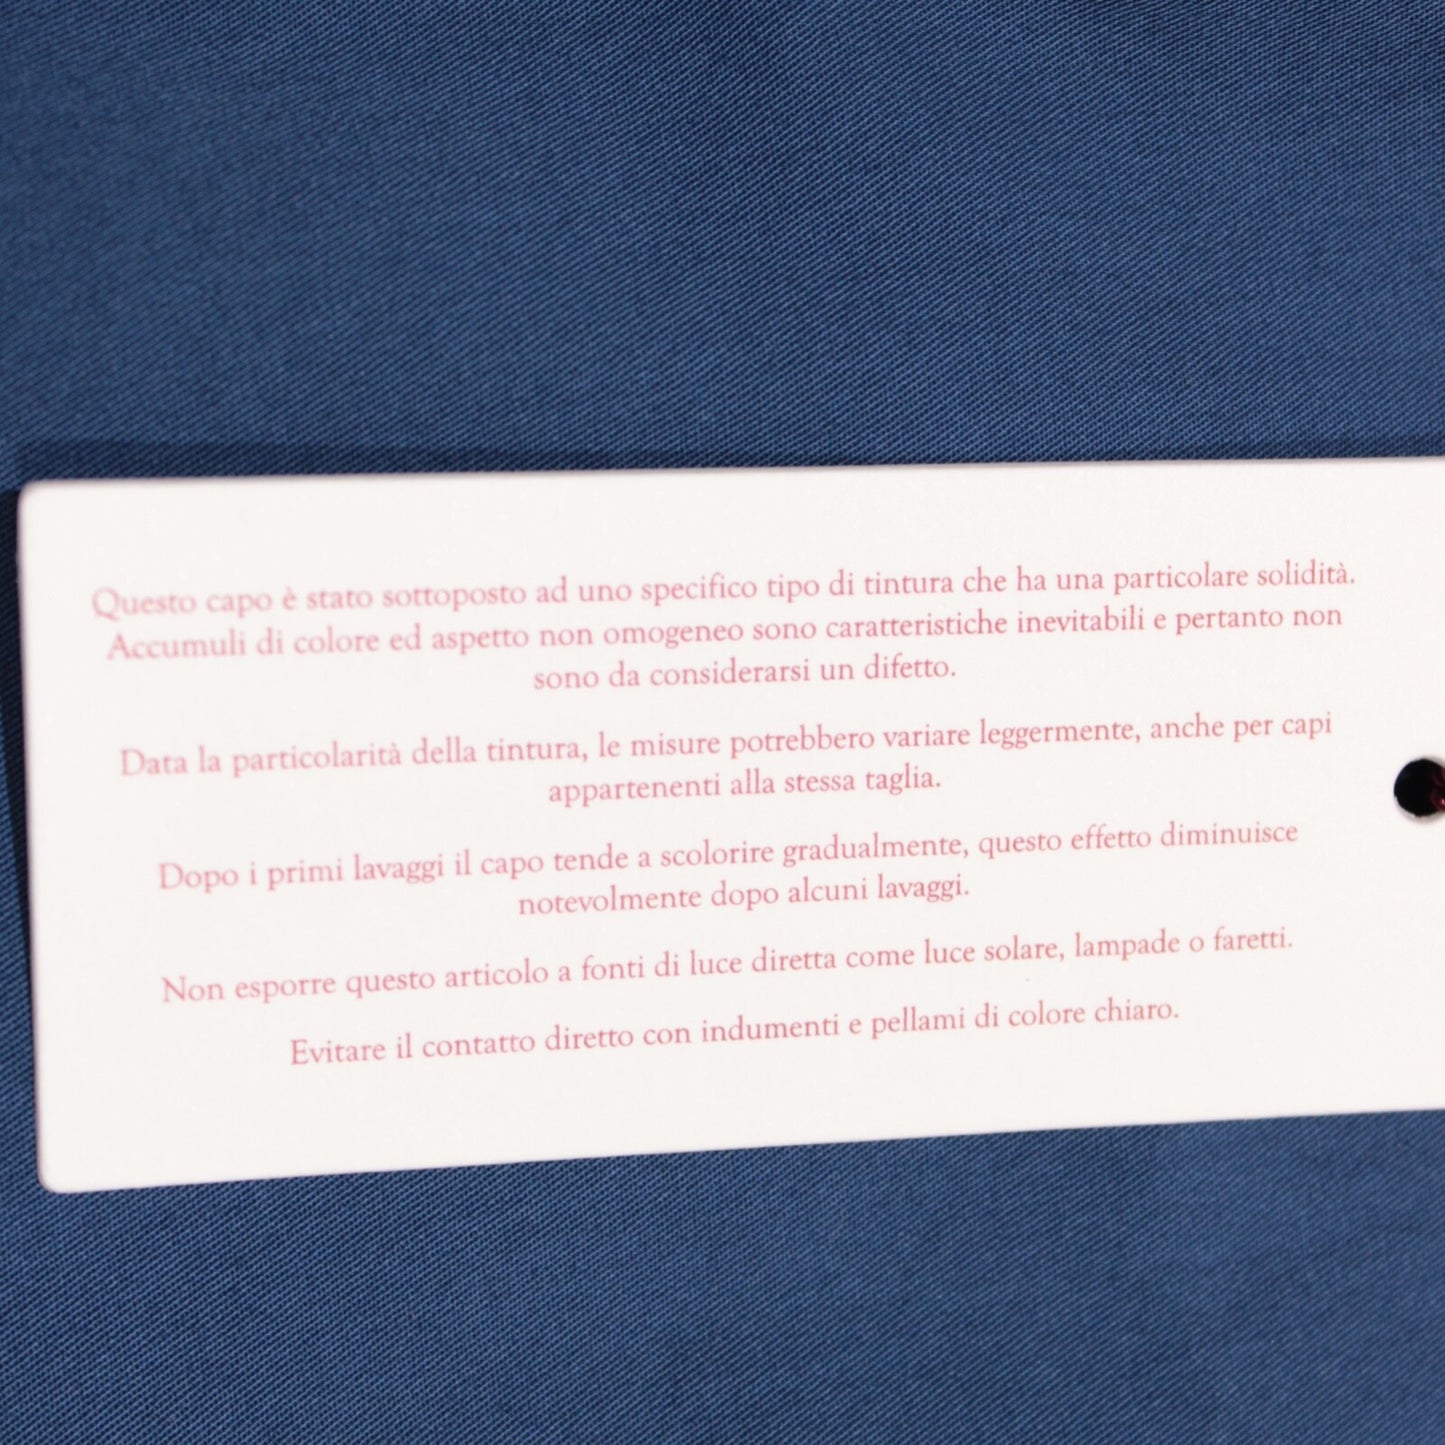 Questo capo è stato sottoposto ad uno specifico tipo di tintura che ha una particolare solidità.
Accumuli di colore ed aspetto non omogeneo sono caratteristiche inevitabili e pertanto non
sono da considerarsi un difetto.
Data la particolarità della tintura, le misure potrebbero variare leggermente, anche per capi
appartenenti alla stessa taglia.
Dopo i primi lavaggi il capo tende a scolorire gradualmente, questo effetto diminuisce
notevolmente dopo alcuni lavaggi.
Non esporre questo articolo a fonti di luce diretta come luce solare, lampade o faretti.
Evitare il contatto diretto con indumenti e pellami di colore chiaro.